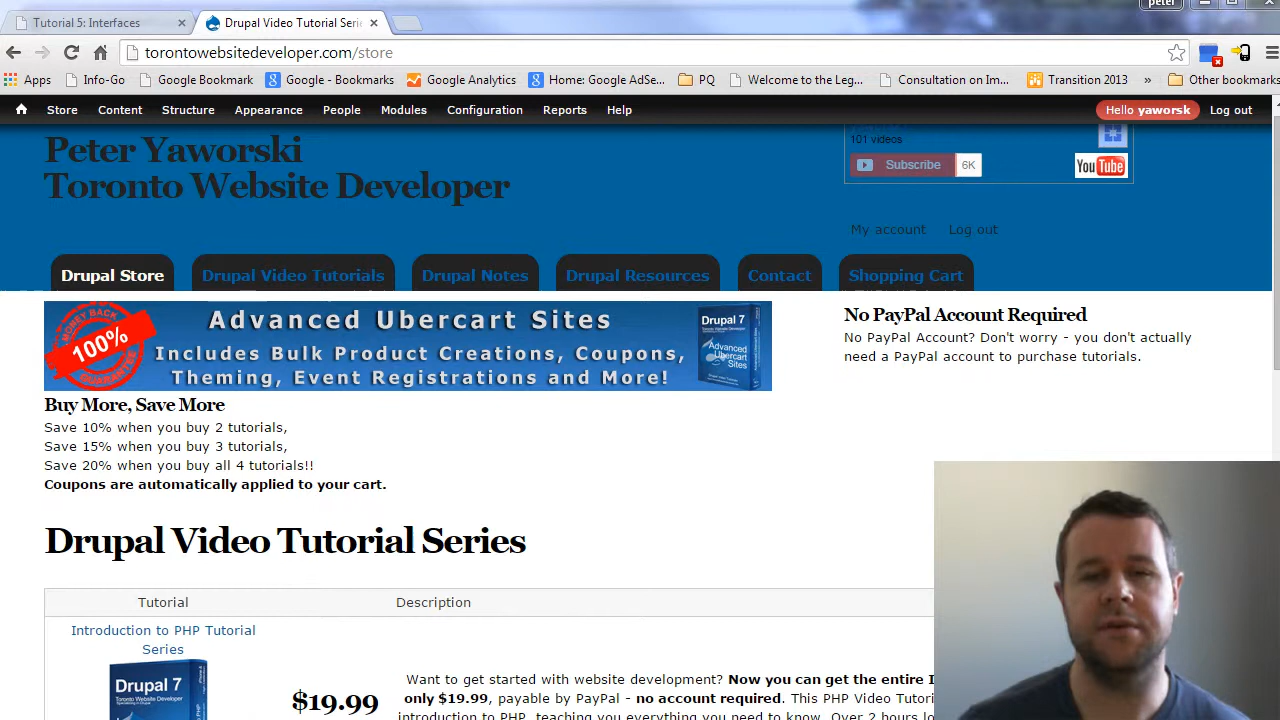 peter
Tutorial 5: Interfaces
Drupal Video Tutorial Serie
torontowebsitedeveloper.com/store
Apps Info-Go Google Bookmark Google - Bookmarks Google Analytics Home: Google AdSe... PQ Welcome to the Leg... Consultation on Im... Transition 2013 » Other bookmarks
Store Content Structure Appearance People Modules Configuration Reports Help Hello yaworsk Log out
Peter Yaworski
Toronto Website Developer
101 videos
Subscribe 6K
You Tube
My account Log out
Drupal Store Drupal Video Tutorials Drupal Notes Drupal Resources Contact Shopping Cart
MONEY BACK
100%
GUARANTEE
Advanced Ubercart Sites
Includes Bulk Product Creations, Coupons,
Theming, Event Registrations and More!
Drupal 7
Advanced
Ubercart
Sites
No PayPal Account Required
No PayPal Account? Don't worry - you don't actually
need a PayPal account to purchase tutorials.
Buy More, Save More
Save 10% when you buy 2 tutorials,
Save 15% when you buy 3 tutorials,
Save 20% when you buy all 4 tutorials!!
Coupons are automatically applied to your cart.
Drupal Video Tutorial Series
Tutorial Description
Introduction to PHP Tutorial
Series
Drupal 7
Toronto Website Developer
$19.99
Want to get started with website development? Now you can get the entire I
only $19.99, payable by PayPal - no account required. This PHP Video Tutori
introduction to PHP, teaching you everything you need to know. Over 2 hours lo